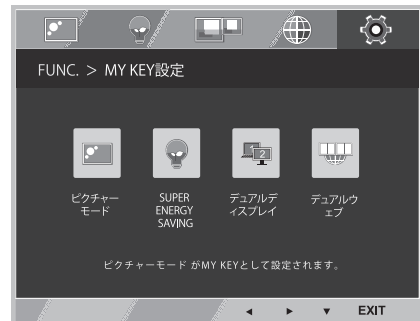 FUNC. > MY KEY設定
ピクチャー
モード
SUPER
ENERGY
SAVING
デュアルデ
ィスプレイ
デュアルウ
ェブ
1
2
ピクチャーモード がMY KEYとして設定されます。
◄ ► ▼ EXIT